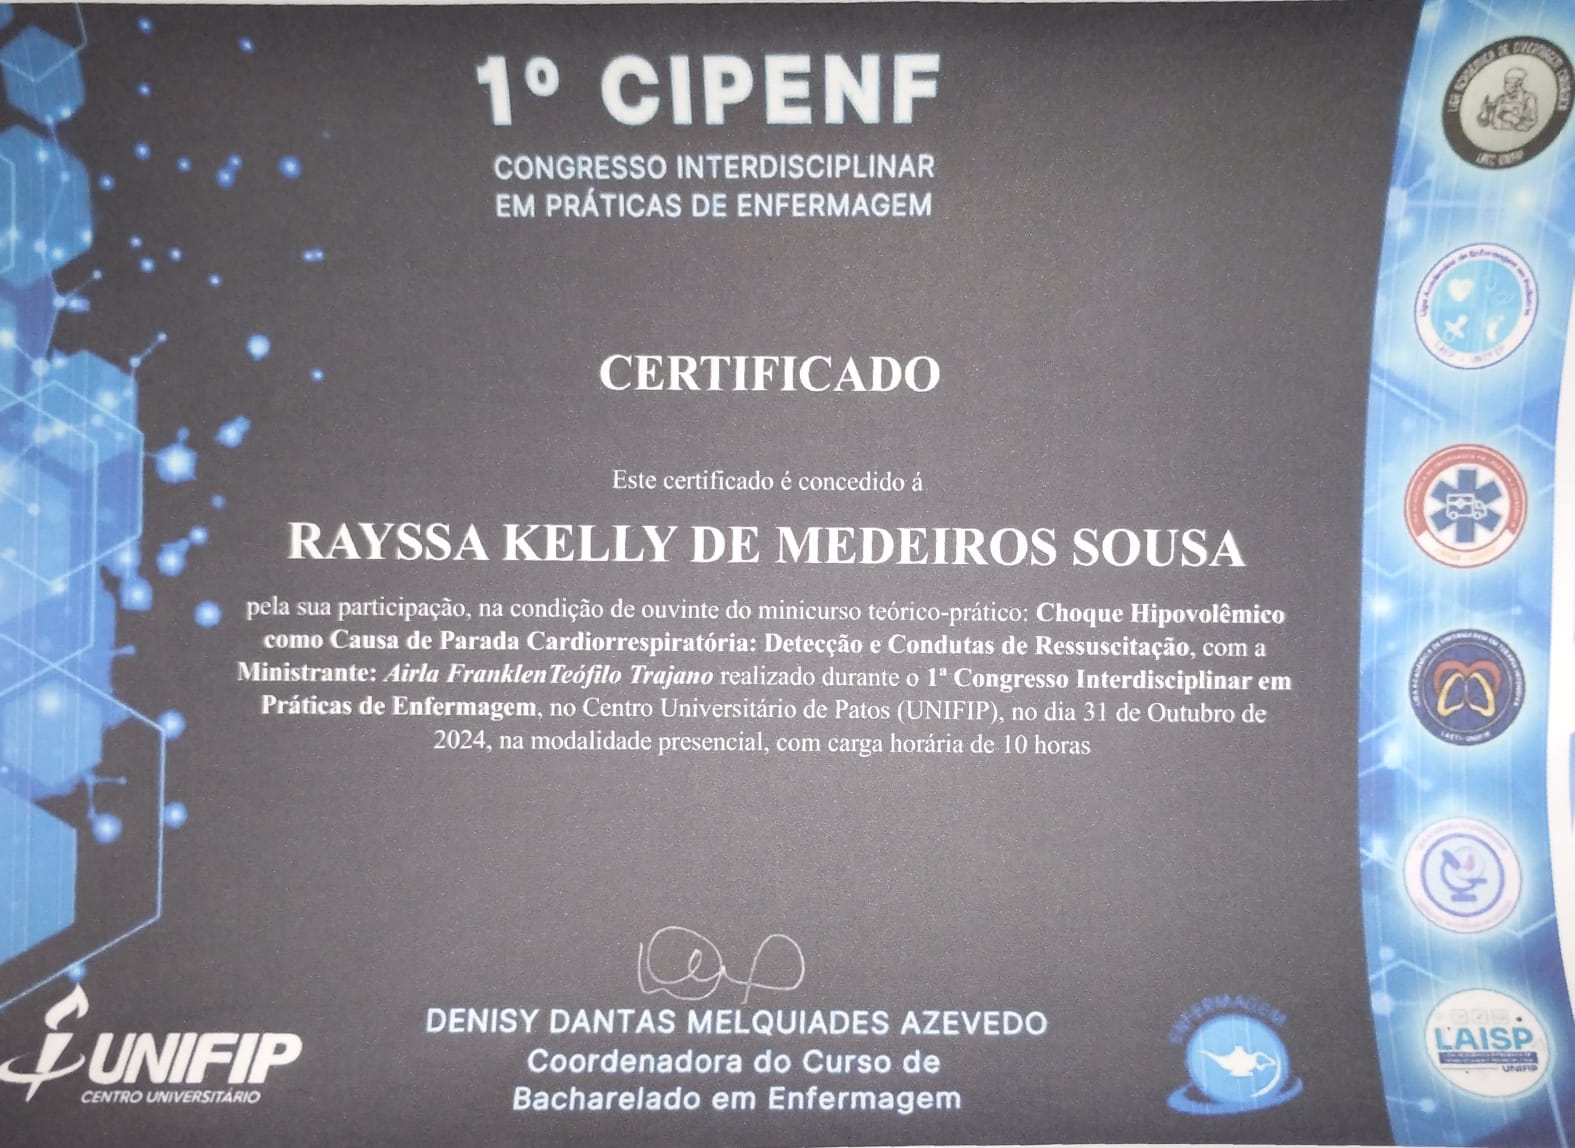 1º CIPENF
CONGRESSO INTERDISCIPLINAR
EM PRÁTICAS DE ENFERMAGEM
CERTIFICADO
Este certificado é concedido á
RAYSSA KELLY DE MEDEIROS SOUSA
pela sua participação, na condição de ouvinte do minicurso teórico-prático: Choque Hipovolêmico
como Causa de Parada Cardiorrespiratória: Detecção e Condutas de Ressuscitação, com a
Ministrante: Airla Franklen Teófilo Trajano realizado durante o 1ª Congresso Interdisciplinar em
Práticas de Enfermagem, no Centro Universitário de Patos (UNIFIP), no dia 31 de Outubro de
2024, na modalidade presencial, com carga horária de 10 horas
DENISY DANTAS MELQUIADES AZEVEDO
Coordenadora do Curso de
Bacharelado em Enfermagem
UNIFIP
CENTRO UNIVERSITÁRIO
ENFERMAGEM
LAISP
UNIFIP